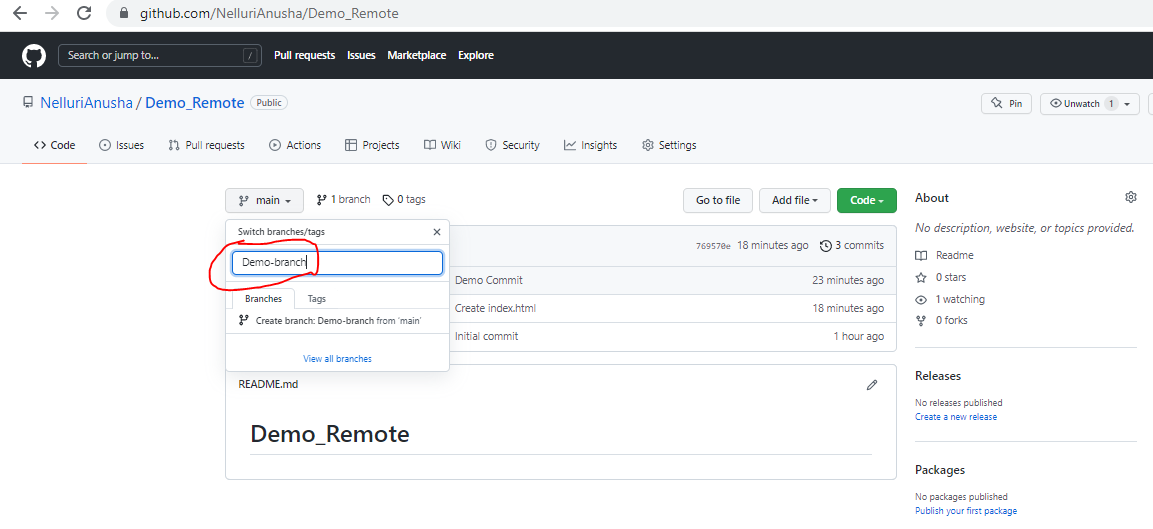 github.com/NelluriAnusha/Demo_Remote
Search or jump to... / Pull requests Issues Marketplace Explore
NelluriAnusha / Demo_Remote Public Pin Unwatch 1
Code Issues Pull requests Actions Projects Wiki Security Insights Settings
main 1 branch 0 tags Go to file Add file Code
Switch branches/tags
Demo-branch
Branches Tags
Create branch: Demo-branch from 'main'
View all branches
769570e 18 minutes ago 3 commits
Demo Commit 23 minutes ago
Create index.html 18 minutes ago
Initial commit 1 hour ago
README.md
Demo_Remote
About
No description, website, or topics provided.
Readme
0 stars
1 watching
0 forks
Releases
No releases published
Create a new release
Packages
No packages published
Publish your first package